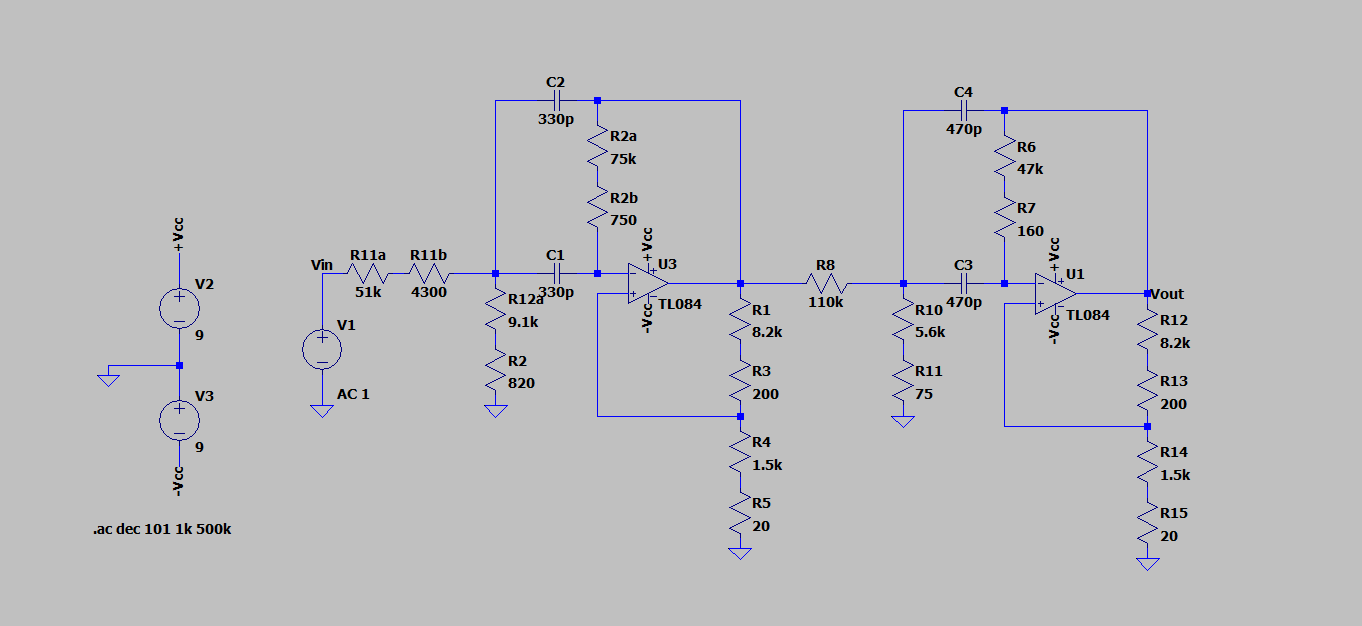 +Vcc
V2
9
V3
9
-Vcc
.ac dec 101 1k 500k
Vin
V1
AC 1
R11a
51k
R11b
4300
C2
330p
R2a
75k
R2b
750
C1
330p
R12a
9.1k
R2
820
+Vcc
U3
TL084
-Vcc
R1
8.2k
R3
200
R4
1.5k
R5
20
R8
110k
C4
470p
R6
47k
R7
160
C3
470p
R10
5.6k
R11
75
+Vcc
U1
TL084
-Vcc
Vout
R12
8.2k
R13
200
R14
1.5k
R15
20